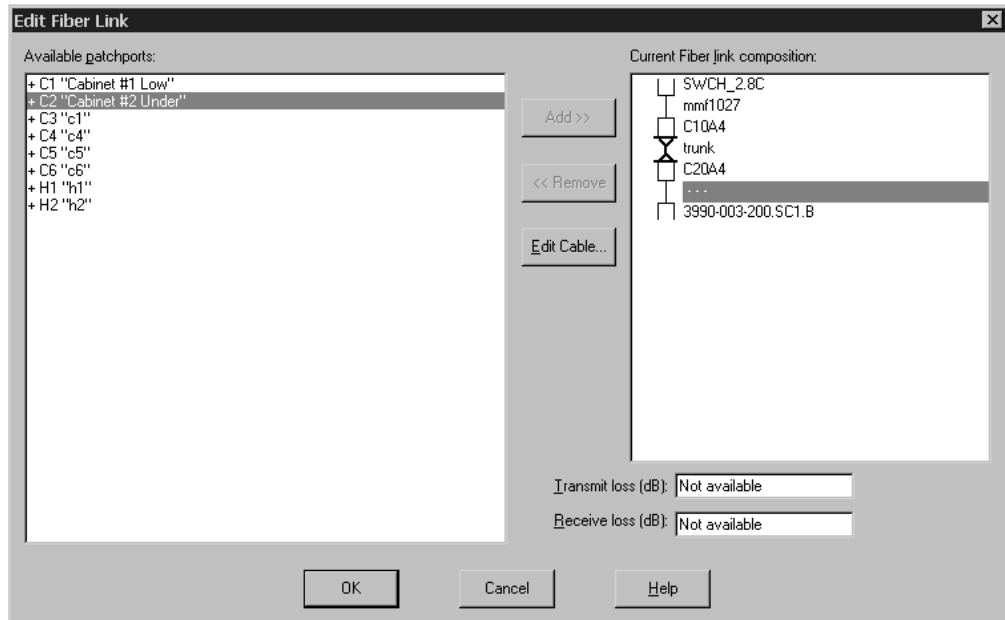 Edit Fiber Link
Available patchports:
+ C1 "Cabinet #1 Low"
+ C2 "Cabinet #2 Under"
+ C3 "c1"
+ C4 "c4"
+ C5 "c5"
+ C6 "c6"
+ H1 "h1"
+ H2 "h2"
Add >>
<< Remove
Edit Cable...
Current Fiber link composition:
SWCH_2.8C
mmf1027
C10A4
trunk
C20A4
- - -
3990-003-200.SC1.B
Transmit loss (dB): Not available
Receive loss (dB): Not available
OK
Cancel
Help